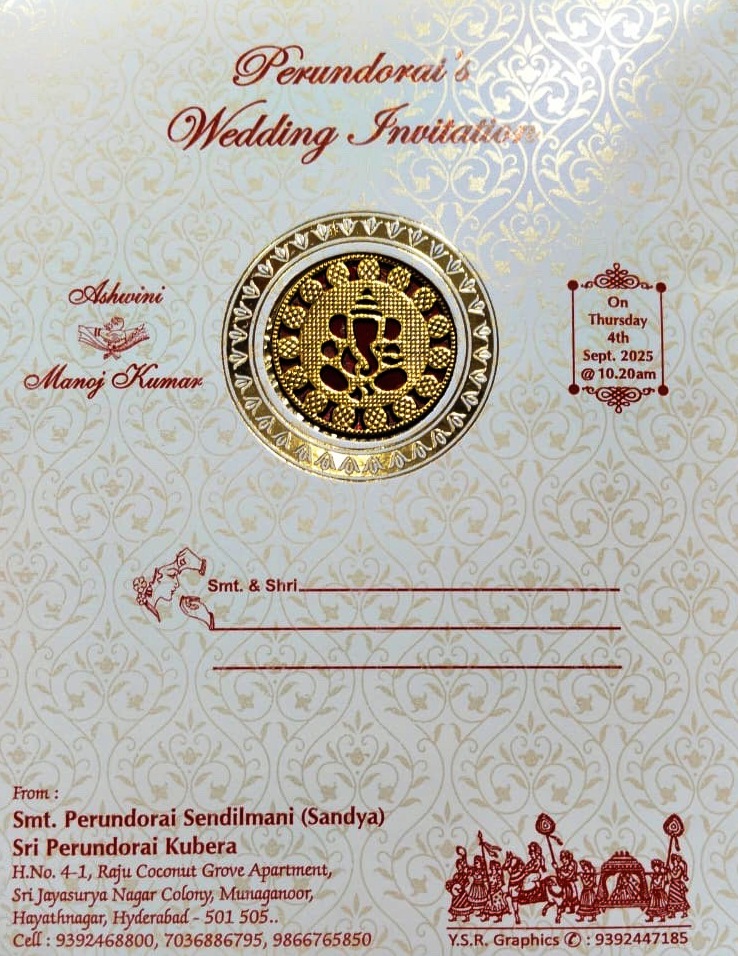 Perundorai's
Wedding Invitation
Ashwini
Manoj Kumar
On
Thursday
4th
Sept. 2025
@ 10.20am
Smt. & Shri
From :
Smt. Perundorai Sendilmani (Sandya)
Sri Perundorai Kubera
H.No. 4-1, Raju Coconut Grove Apartment,
Sri Jayasurya Nagar Colony, Munaganoor,
Hayathnagar, Hyderabad - 501 505..
Cell : 9392468800, 7036886795, 9866765850
Y.S.R. Graphics ✆ : 9392447185